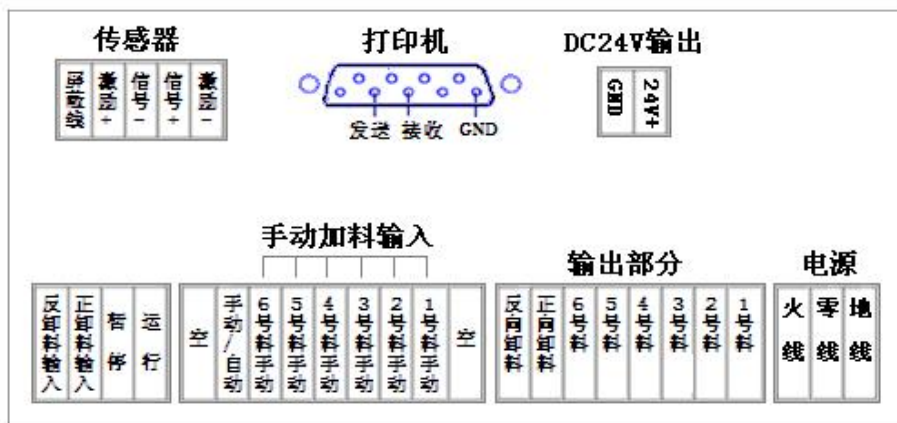 传感器
打印机
DC24V输出
屏蔽线
激励+
信号-
信号+
激励-
发送
接收
GND
GND
24V+
手动加料输入
输出部分
电源
反卸料输入
正卸料输入
暂停
运行
空
手动/自动
6号料手动
5号料手动
4号料手动
3号料手动
2号料手动
1号料手动
空
反向卸料
正向卸料
6号料
5号料
4号料
3号料
2号料
1号料
火线
零线
地线